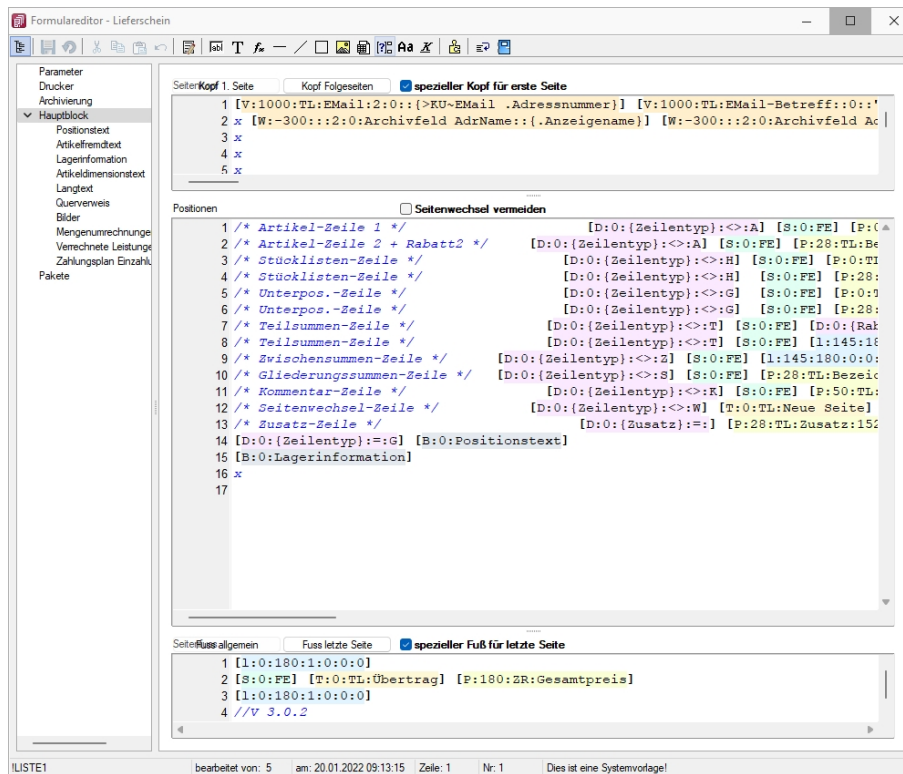 Formulareditor - Lieferschein
Parameter
Drucker
Archivierung
Hauptblock
Positionstext
Artikelfremdtext
Lagerinformation
Artikeldimensionstext
Langtext
Querverweis
Bilder
Mengenumrechnunge
Verrechnete Leistunge
Zahlungsplan Einzahlu
Pakete
Kopf 1. Seite Kopf Folgeseiten spezieller Kopf für erste Seite
1 [V:1000:TL:EMail:2:0::{>KU~EMail .Adressnummer}] [V:1000:TL:EMail-Betreff::0::"
2 x [W:-300:::2:0:Archivfeld AdrName::{.Anzeigename}] [W:-300:::2:0:Archivfeld Ad
3 x
4 x
5 x
Positionen Seitenwechsel vermeiden
1 /* Artikel-Zeile 1 */ [D:0:{Zeilentyp}:<>:A] [S:0:FE] [P:0
2 /* Artikel-Zeile 2 + Rabatt2 */ [D:0:{Zeilentyp}:<>:A] [S:0:FE] [P:28:TL:Be
3 /* Stücklisten-Zeile */ [D:0:{Zeilentyp}:<>:H] [S:0:FE] [P:0:TL
4 /* Stücklisten-Zeile */ [D:0:{Zeilentyp}:<>:H] [S:0:FE] [P:28:
5 /* Unterpos.-Zeile */ [D:0:{Zeilentyp}:<>:G] [S:0:FE] [P:0:T
6 /* Unterpos.-Zeile */ [D:0:{Zeilentyp}:<>:G] [S:0:FE] [P:28:
7 /* Teilsummen-Zeile */ [D:0:{Zeilentyp}:<>:T] [S:0:FE] [D:0:{Rab
8 /* Teilsummen-Zeile */ [D:0:{Zeilentyp}:<>:T] [S:0:FE] [l:145:18
9 /* Zwischensummen-Zeile */ [D:0:{Zeilentyp}:<>:Z] [S:0:FE] [l:145:180:0:0:
10 /* Gliederungssummen-Zeile */ [D:0:{Zeilentyp}:<>:S] [S:0:FE] [P:28:TL:Bezeic
11 /* Kommentar-Zeile */ [D:0:{Zeilentyp}:<>:K] [S:0:FE] [P:50:TL:
12 /* Seitenwechsel-Zeile */ [D:0:{Zeilentyp}:<>:W] [T:0:TL:Neue Seite]
13 /* Zusatz-Zeile */ [D:0:{Zusatz}:=:] [P:28:TL:Zusatz:152
14 [D:0:{Zeilentyp}:=:G] [B:0:Positionstext]
15 [B:0:Lagerinformation]
16 x
17
Fuss allgemein Fuss letzte Seite spezieller Fuß für letzte Seite
1 [l:0:180:1:0:0:0]
2 [S:0:FE] [T:0:TL:Übertrag] [P:180:ZR:Gesamtpreis]
3 [l:0:180:1:0:0:0]
4 //V 3.0.2
!LISTE1 bearbeitet von: 5 am: 20.01.2022 09:13:15 Zeile: 1 Nr: 1 Dies ist eine Systemvorlage!